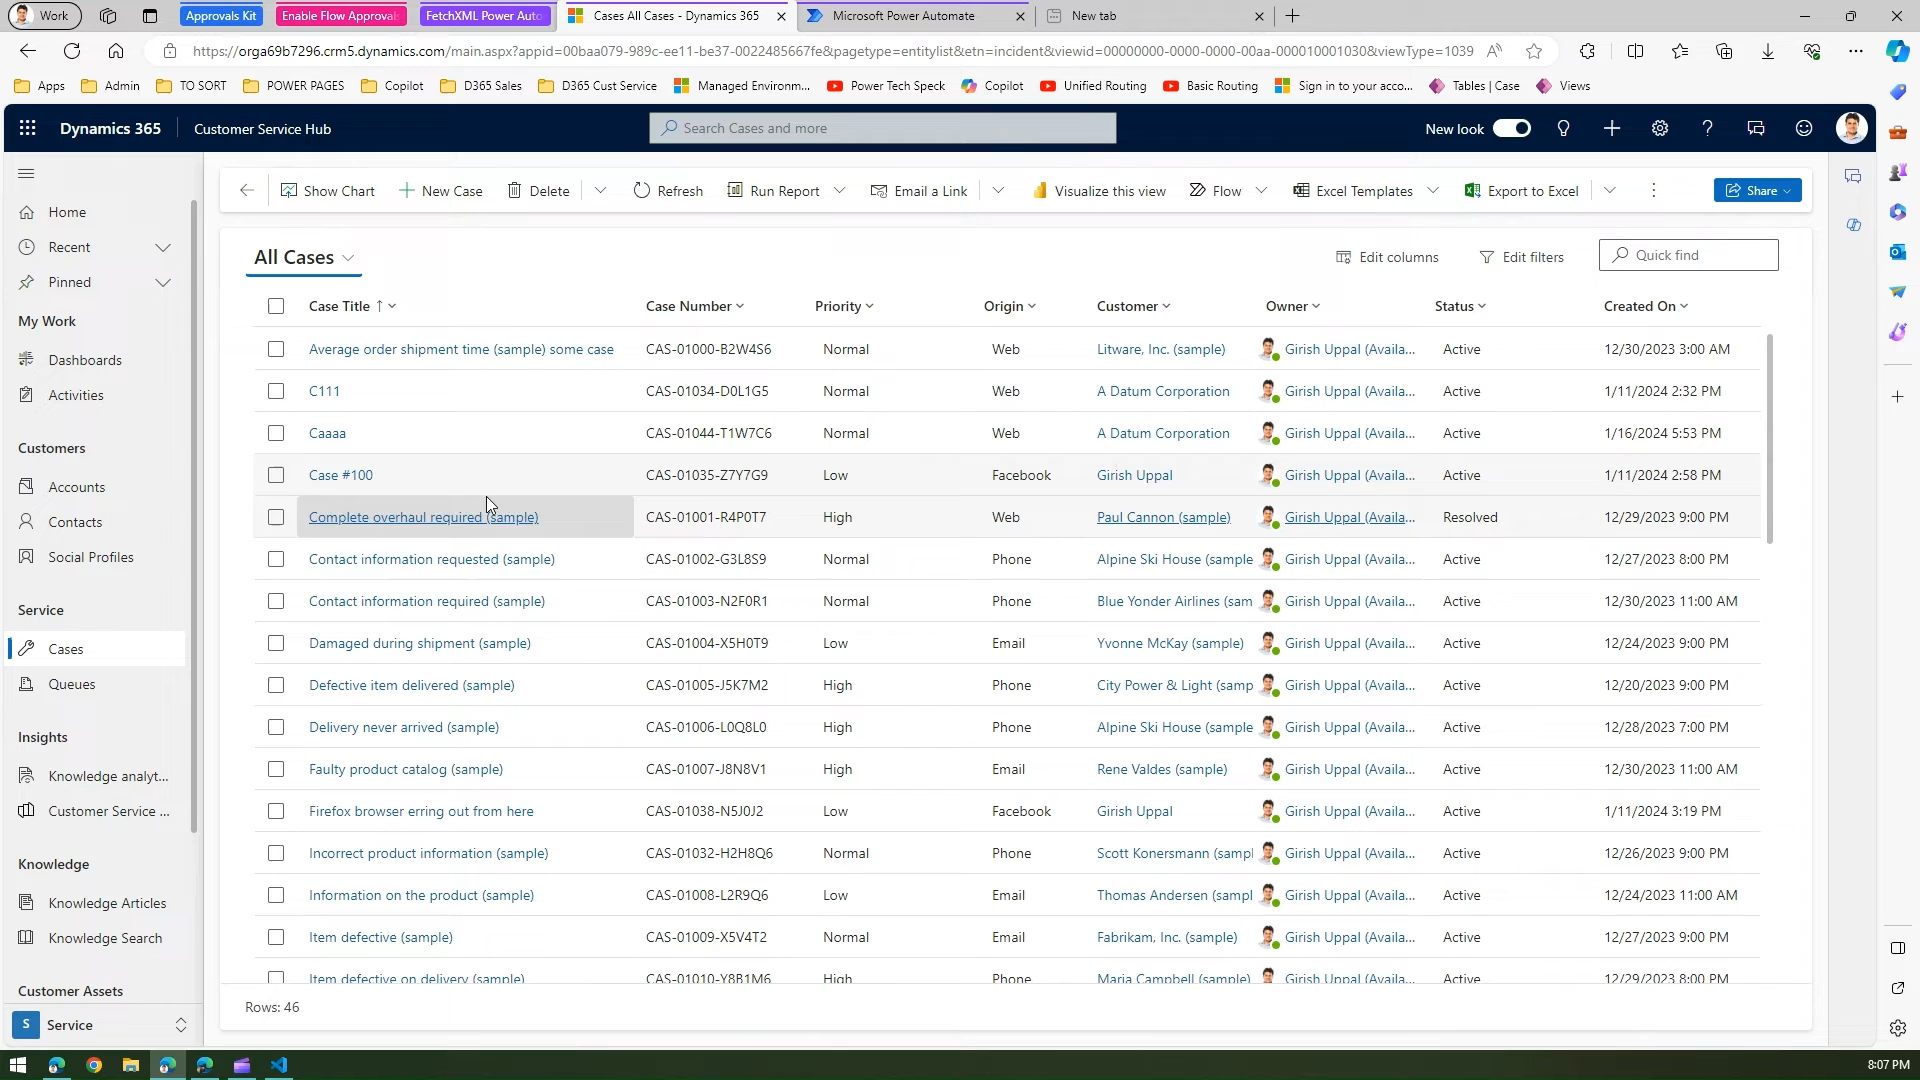 Work
Approvals Kit
Enable Flow Approvals
FetchXML Power Auto
Cases All Cases - Dynamics 365
Microsoft Power Automate
New tab
https://orga69b7296.crm5.dynamics.com/main.aspx?appid=00baa079-989c-ee11-be37-0022485667fe&pagetype=entitylist&etn=incident&viewid=00000000-0000-0000-00aa-000010001030&viewType=1039
Apps
Admin
TO SORT
POWER PAGES
Copilot
D365 Sales
D365 Cust Service
Managed Environm...
Power Tech Speck
Copilot
Unified Routing
Basic Routing
Sign in to your acco...
Tables | Case
Views
Dynamics 365
Customer Service Hub
Search Cases and more
New look
Show Chart
New Case
Delete
Refresh
Run Report
Email a Link
Visualize this view
Flow
Excel Templates
Export to Excel
Share
Home
Recent
Pinned
My Work
Dashboards
Activities
Customers
Accounts
Contacts
Social Profiles
Service
Cases
Queues
Insights
Knowledge analyt...
Customer Service ...
Knowledge
Knowledge Articles
Knowledge Search
Customer Assets
S Service
All Cases
Edit columns
Edit filters
Quick find
Case Title ↑ Case Number Priority Origin Customer Owner Status Created On
Average order shipment time (sample) some case CAS-01000-B2W4S6 Normal Web Litware, Inc. (sample) Girish Uppal (Availa... Active 12/30/2023 3:00 AM
C111 CAS-01034-D0L1G5 Normal Web A Datum Corporation Girish Uppal (Availa... Active 1/11/2024 2:32 PM
Caaaa CAS-01044-T1W7C6 Normal Web A Datum Corporation Girish Uppal (Availa... Active 1/16/2024 5:53 PM
Case #100 CAS-01035-Z7Y7G9 Low Facebook Girish Uppal Girish Uppal (Availa... Active 1/11/2024 2:58 PM
Complete overhaul required (sample) CAS-01001-R4P0T7 High Web Paul Cannon (sample) Girish Uppal (Availa... Resolved 12/29/2023 9:00 PM
Contact information requested (sample) CAS-01002-G3L8S9 Normal Phone Alpine Ski House (sample Girish Uppal (Availa... Active 12/27/2023 8:00 PM
Contact information required (sample) CAS-01003-N2F0R1 Normal Phone Blue Yonder Airlines (sam Girish Uppal (Availa... Active 12/30/2023 11:00 AM
Damaged during shipment (sample) CAS-01004-X5H0T9 Low Email Yvonne McKay (sample) Girish Uppal (Availa... Active 12/24/2023 9:00 PM
Defective item delivered (sample) CAS-01005-J5K7M2 High Phone City Power & Light (samp Girish Uppal (Availa... Active 12/20/2023 9:00 PM
Delivery never arrived (sample) CAS-01006-L0Q8L0 High Phone Alpine Ski House (sample Girish Uppal (Availa... Active 12/28/2023 7:00 PM
Faulty product catalog (sample) CAS-01007-J8N8V1 High Email Rene Valdes (sample) Girish Uppal (Availa... Active 12/30/2023 11:00 AM
Firefox browser erring out from here CAS-01038-N5J0J2 Low Facebook Girish Uppal Girish Uppal (Availa... Active 1/11/2024 3:19 PM
Incorrect product information (sample) CAS-01032-H2H8Q6 Normal Phone Scott Konersmann (sampl Girish Uppal (Availa... Active 12/26/2023 9:00 PM
Information on the product (sample) CAS-01008-L2R9Q6 Low Email Thomas Andersen (sampl Girish Uppal (Availa... Active 12/24/2023 11:00 AM
Item defective (sample) CAS-01009-X5V4T2 Normal Email Fabrikam, Inc. (sample) Girish Uppal (Availa... Active 12/27/2023 9:00 PM
Item defective on delivery (sample) CAS-01010-Y8B1M6 High Phone Maria Campbell (sample) Girish Uppal (Availa... Active 12/29/2023 8:00 PM
Rows: 46
8:07 PM